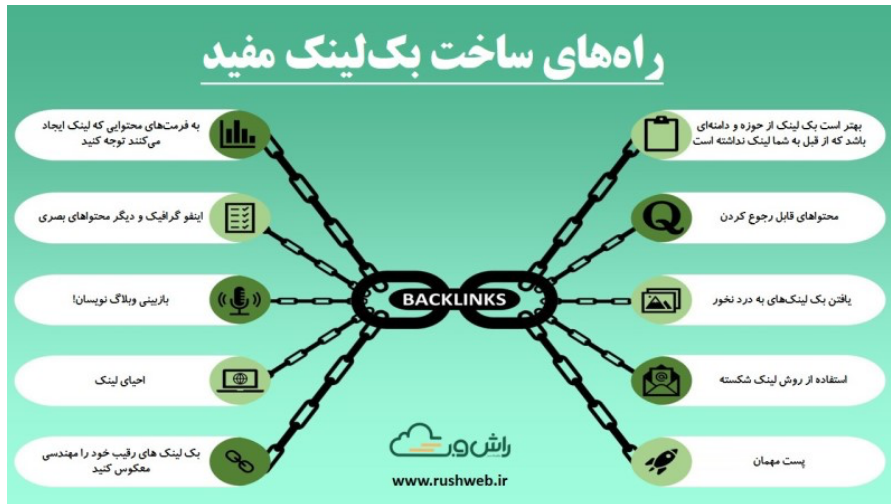 راه‌های ساخت بک‌لینک مفید
بهتر است بک لینک از حوزه و دامنه‌ای
باشد که از قبل به شما لینک نداشته است
محتواهای قابل رجوع کردن
یافتن بک لینک‌های به درد نخور
استفاده از روش لینک شکسته
پست مهمان
به فرمت‌های محتوایی که لینک ایجاد
می‌کنند توجه کنید
اینفو گرافیک و دیگر محتواهای بصری
بازبینی وبلاگ نویسان!
احیای لینک
بک لینک های رقیب خود را مهندسی
معکوس کنید
BACKLINKS
راش‌وب
www.rushweb.ir